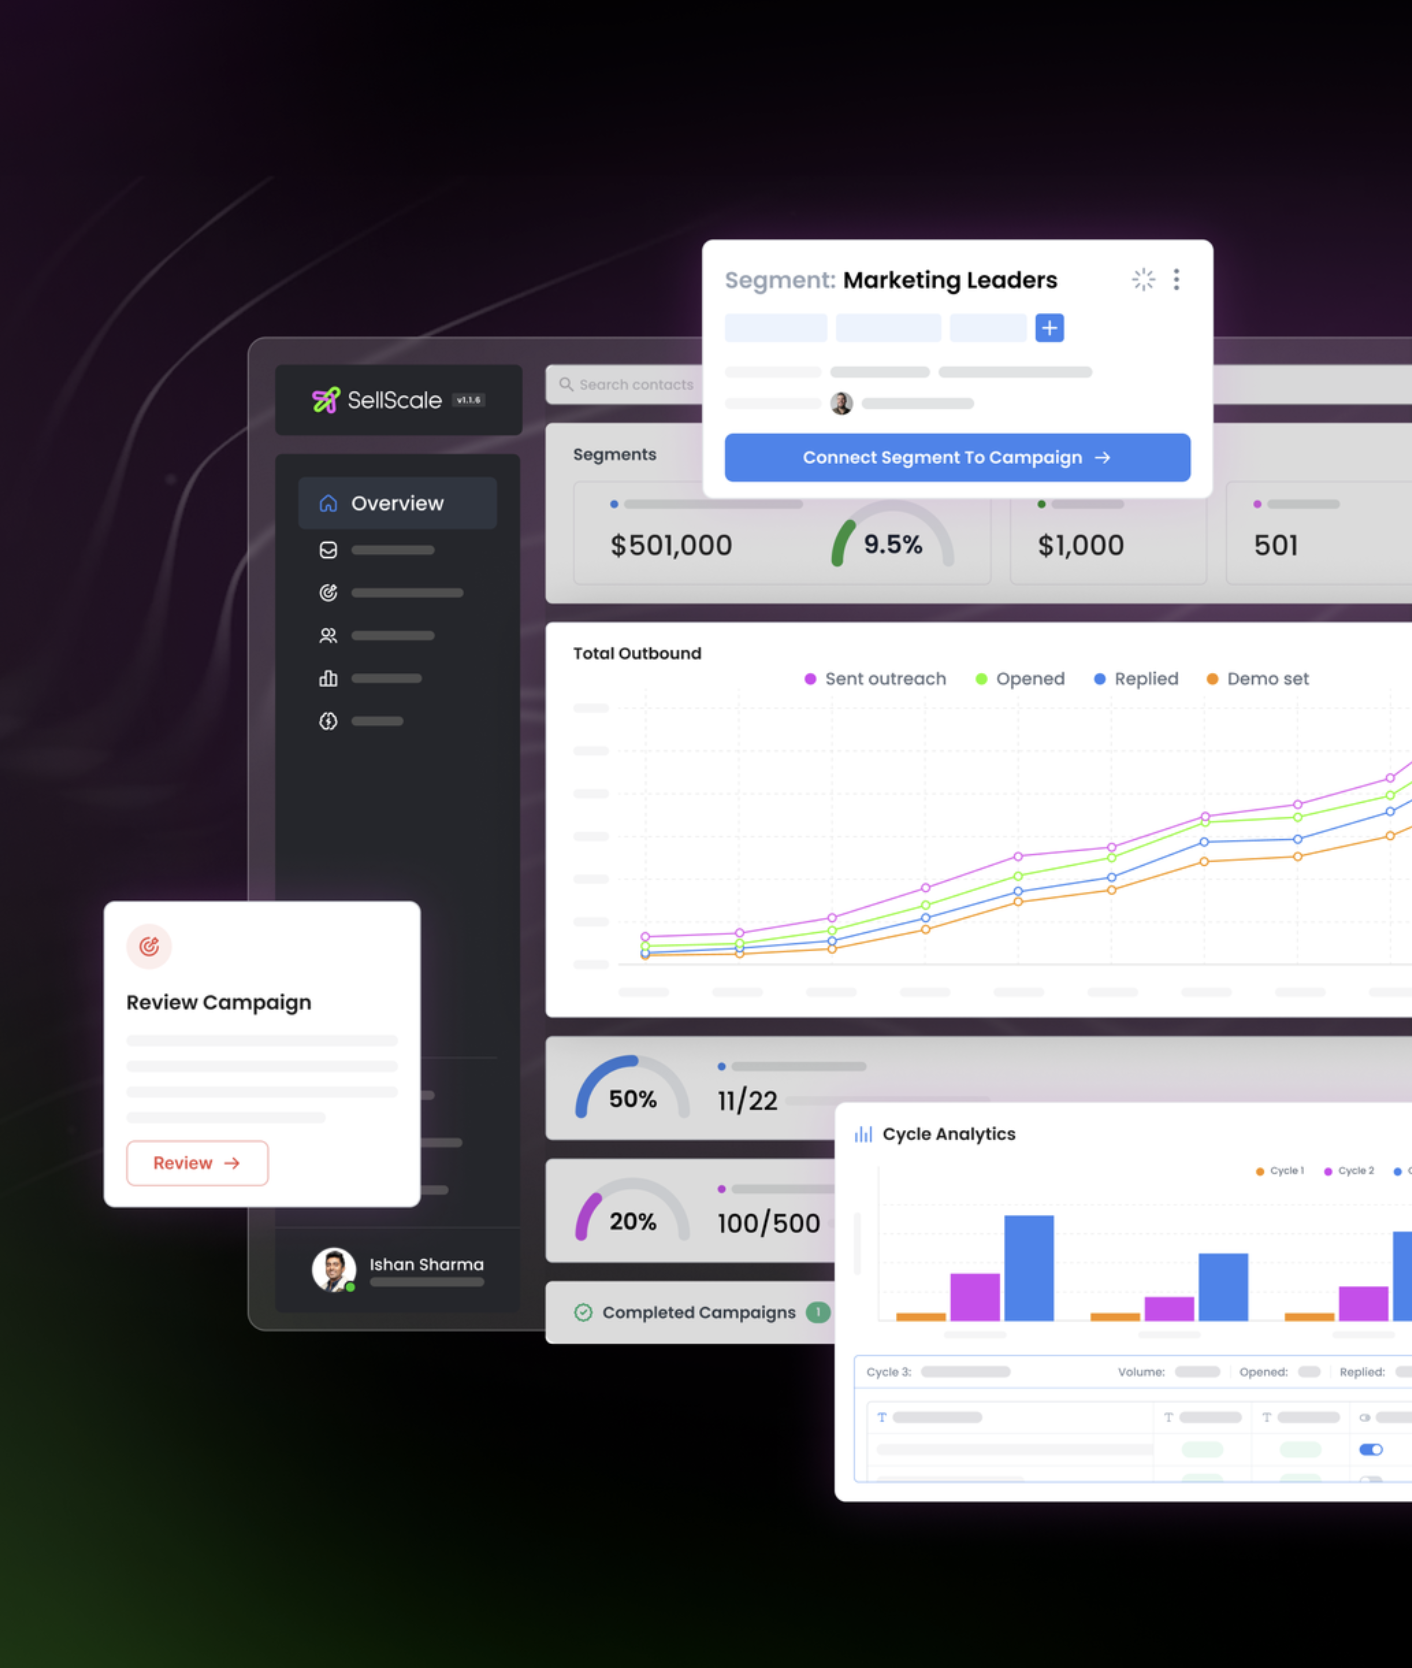 Segment: Marketing Leaders
Connect Segment To Campaign
SellScale v1.1.6
Search contacts
Overview
Segments
$501,000
9.5%
$1,000
501
Total Outbound
Sent outreach
Opened
Replied
Demo set
50%
11/22
20%
100/500
Completed Campaigns 1
Review Campaign
Review
Ishan Sharma
Cycle Analytics
Cycle 1
Cycle 2
Cycle 3:
Volume:
Opened:
Replied: